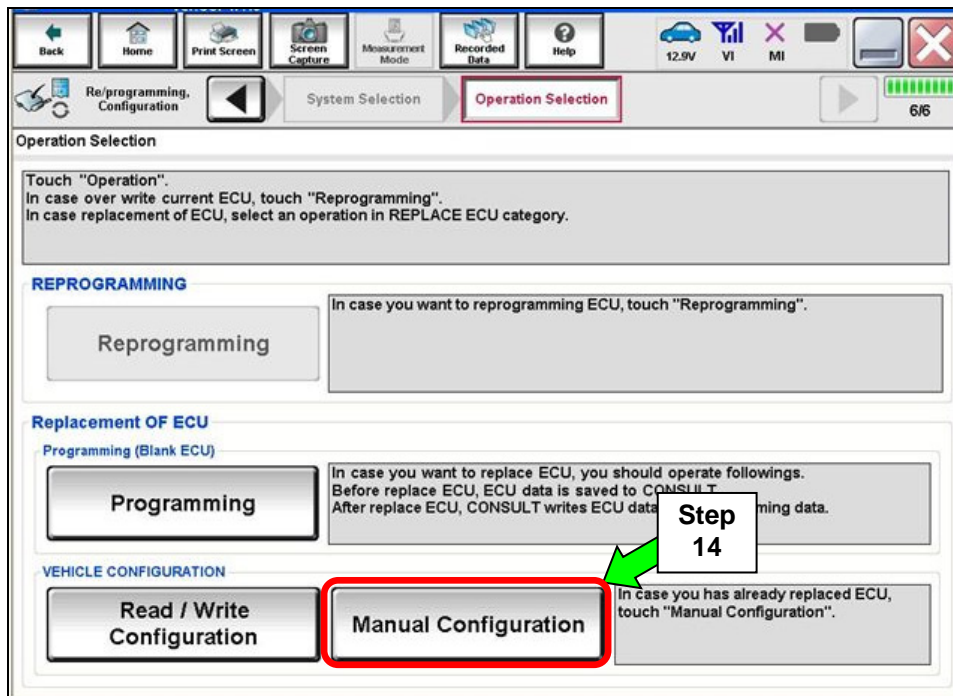 Back
Home
Print Screen
Screen
Capture
Measurement
Mode
Recorded
Data
Help
12.9V
VI
MI
Re/programming,
Configuration
System Selection
Operation Selection
6/6
Operation Selection
Touch "Operation".
In case over write current ECU, touch "Reprogramming".
In case replacement of ECU, select an operation in REPLACE ECU category.
REPROGRAMMING
Reprogramming
In case you want to reprogramming ECU, touch "Reprogramming".
Replacement OF ECU
Programming (Blank ECU)
Programming
In case you want to replace ECU, you should operate followings.
Before replace ECU, ECU data is saved to CONSULT
After replace ECU, CONSULT writes ECU data ming data.
Step
14
VEHICLE CONFIGURATION
Read / Write
Configuration
Manual Configuration
In case you has already replaced ECU,
touch "Manual Configuration".